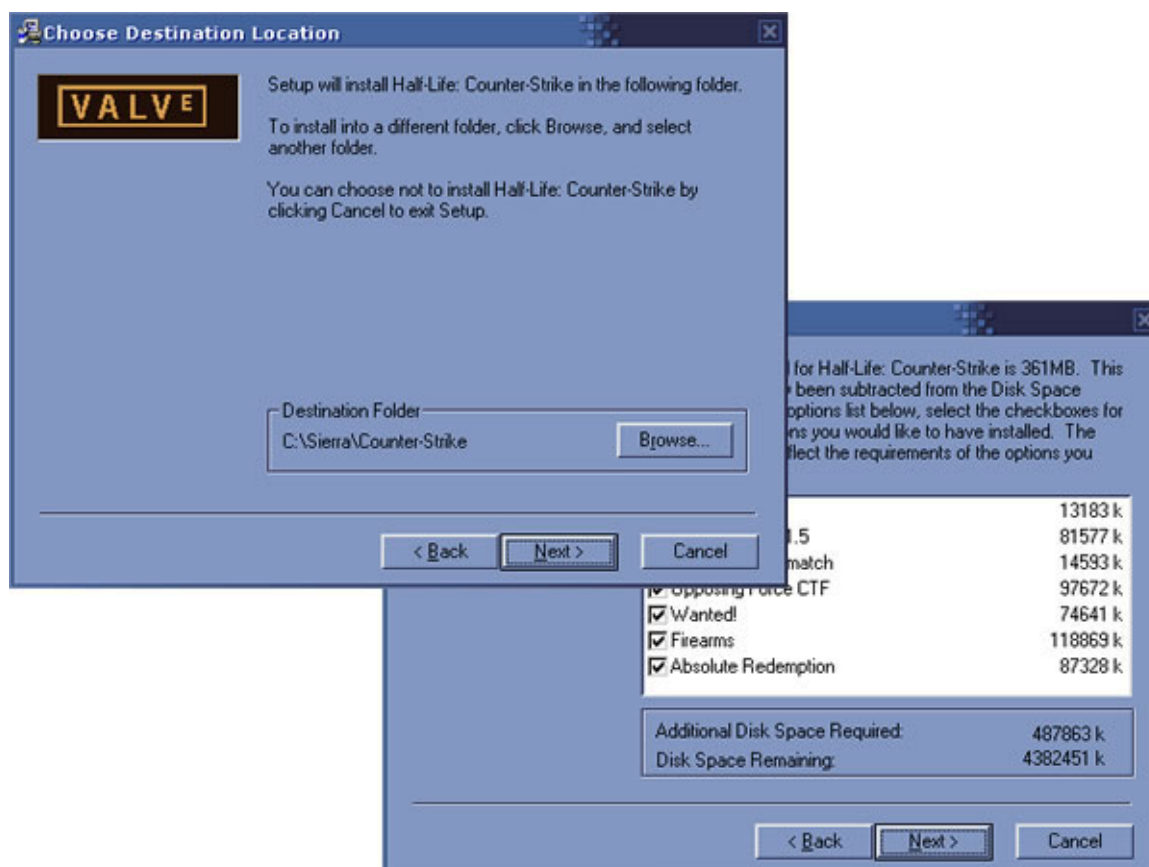 Choose Destination Location
VALVE
Setup will install Half-Life: Counter-Strike in the following folder.
To install into a different folder, click Browse, and select
another folder.
You can choose not to install Half-Life: Counter-Strike by
clicking Cancel to exit Setup.
Destination Folder
C:\Sierra\Counter-Strike
Browse...
< Back
Next >
Cancel
for Half-Life: Counter-Strike is 361MB. This
been subtracted from the Disk Space
options list below, select the checkboxes for
ns you would like to have installed. The
flect the requirements of the options you
13183 k
1.5 81577 k
match 14593 k
Opposing Force CTF 97672 k
Wanted! 74641 k
Firearms 118869 k
Absolute Redemption 87328 k
Additional Disk Space Required: 487863 k
Disk Space Remaining: 4382451 k
< Back
Next >
Cancel